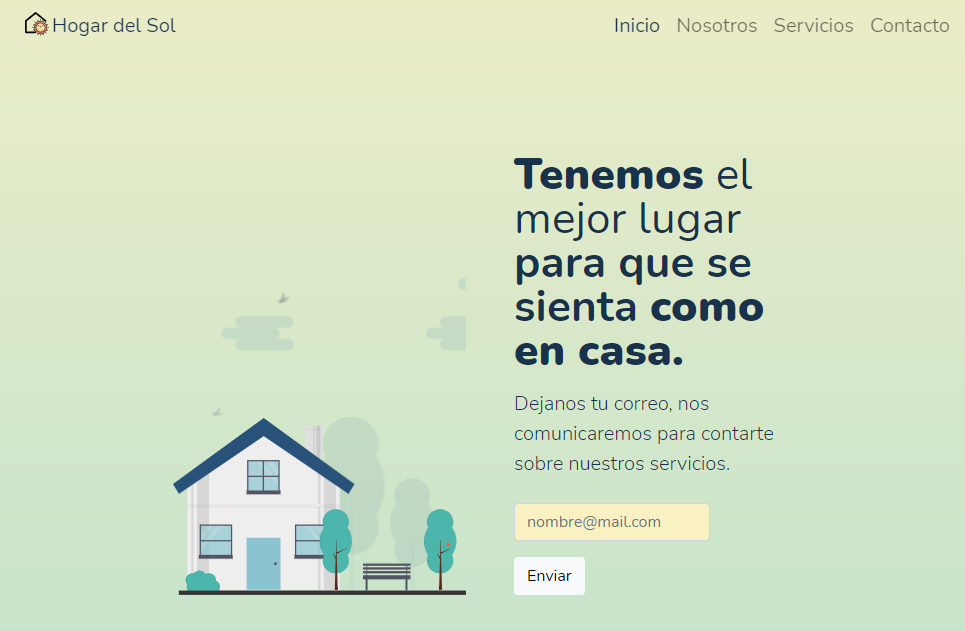 Hogar del Sol
Inicio Nosotros Servicios Contacto
Tenemos el
mejor lugar
para que se
sienta como
en casa.
Dejanos tu correo, nos
comunicaremos para contarte
sobre nuestros servicios.
nombre@mail.com
Enviar